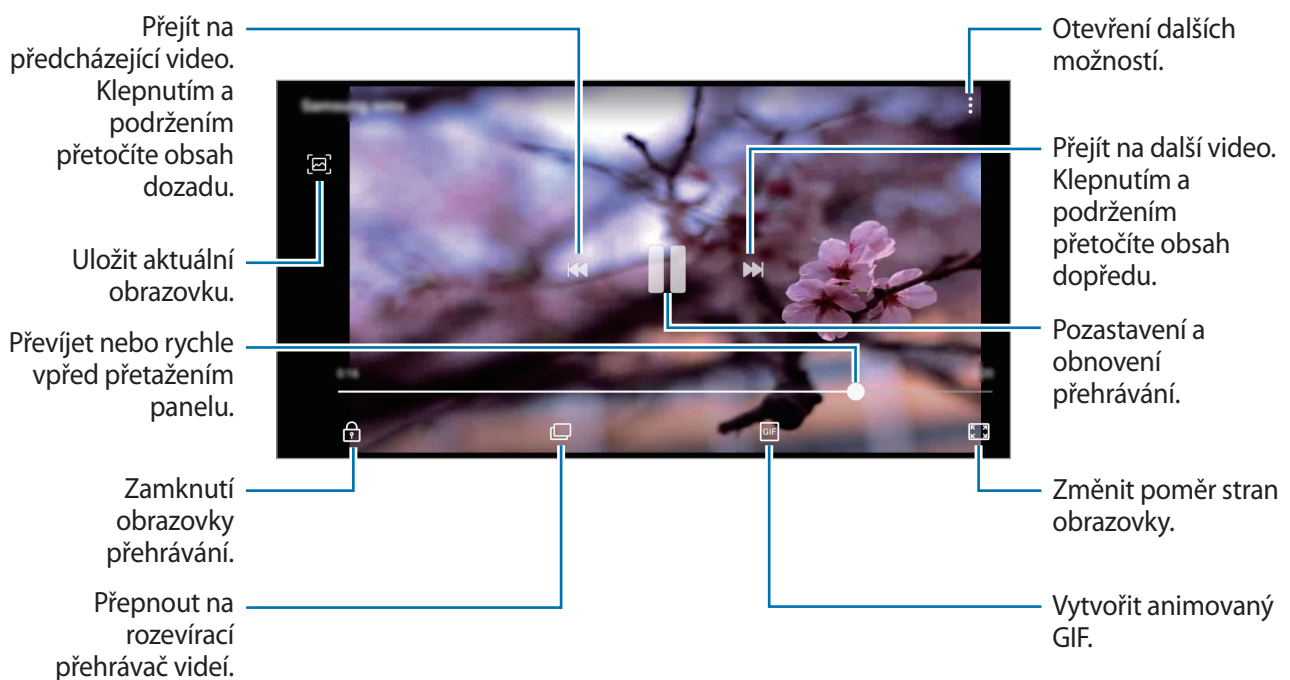 Přejít na
předcházející video.
Klepnutím a
podržením
přetočíte obsah
dozadu.
Uložit aktuální
obrazovku.
Převíjet nebo rychle
vpřed přetažením
panelu.
Zamknutí
obrazovky
přehrávání.
Přepnout na
rozevírací
přehrávač videí.
GIF
Otevření dalších
možností.
Přejít na další video.
Klepnutím a
podržením
přetočíte obsah
dopředu.
Pozastavení a
obnovení
přehrávání.
Změnit poměr stran
obrazovky.
Vytvořit animovaný
GIF.